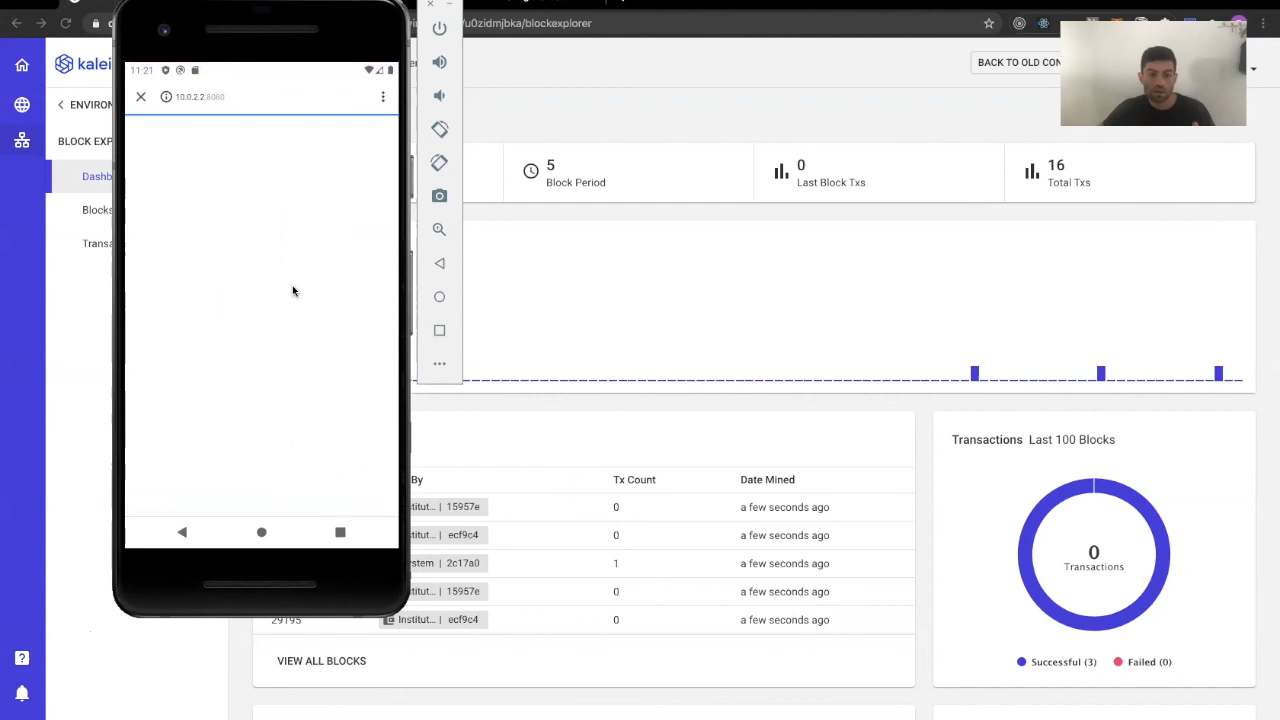 u0zidmjbka/blockexplorer
kalei
BACK TO OLD CON
11:21
10.0.2.2:8080
ENVIRON
BLOCK EXP
Dashb
Blocks
Transa
5
Block Period
0
Last Block Txs
16
Total Txs
By
Tx Count
Date Mined
stitut... | 15957e
0
a few seconds ago
stitut... | ecf9c4
0
a few seconds ago
stem | 2c17a0
1
a few seconds ago
stitut... | 15957e
0
a few seconds ago
29195
Institut... | ecf9c4
0
a few seconds ago
VIEW ALL BLOCKS
Transactions Last 100 Blocks
0
Transactions
Successful (3)
Failed (0)
?